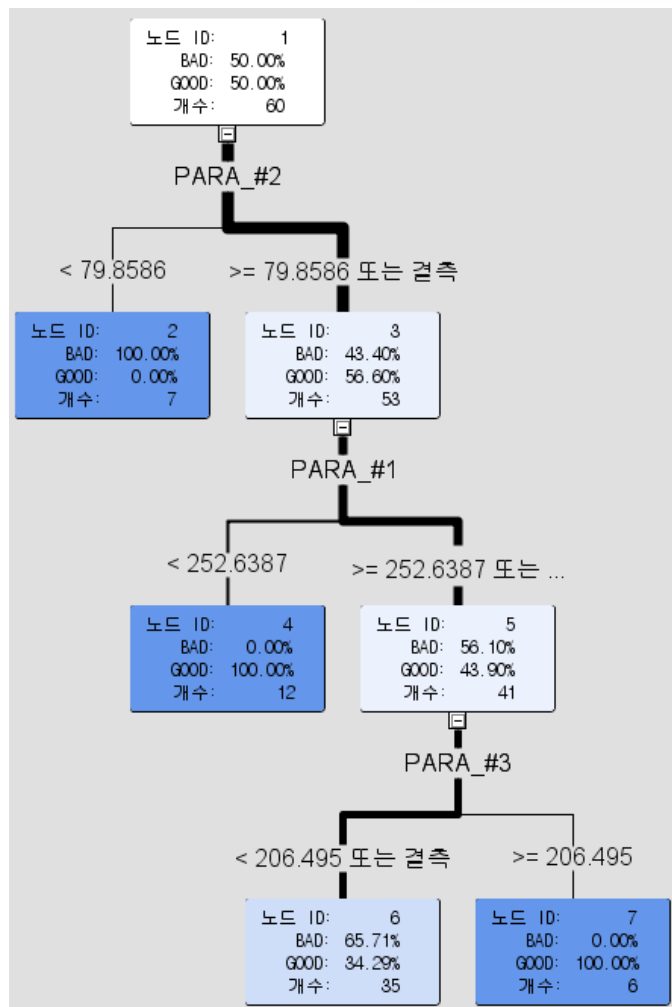 노드 ID: 1
BAD: 50.00%
GOOD: 50.00%
개수: 60
PARA_#2
< 79.8586
>= 79.8586 또는 결측
노드 ID: 2
BAD: 100.00%
GOOD: 0.00%
개수: 7
노드 ID: 3
BAD: 43.40%
GOOD: 56.60%
개수: 53
PARA_#1
< 252.6387
>= 252.6387 또는 ...
노드 ID: 4
BAD: 0.00%
GOOD: 100.00%
개수: 12
노드 ID: 5
BAD: 56.10%
GOOD: 43.90%
개수: 41
PARA_#3
< 206.495 또는 결측
>= 206.495
노드 ID: 6
BAD: 65.71%
GOOD: 34.29%
개수: 35
노드 ID: 7
BAD: 0.00%
GOOD: 100.00%
개수: 6